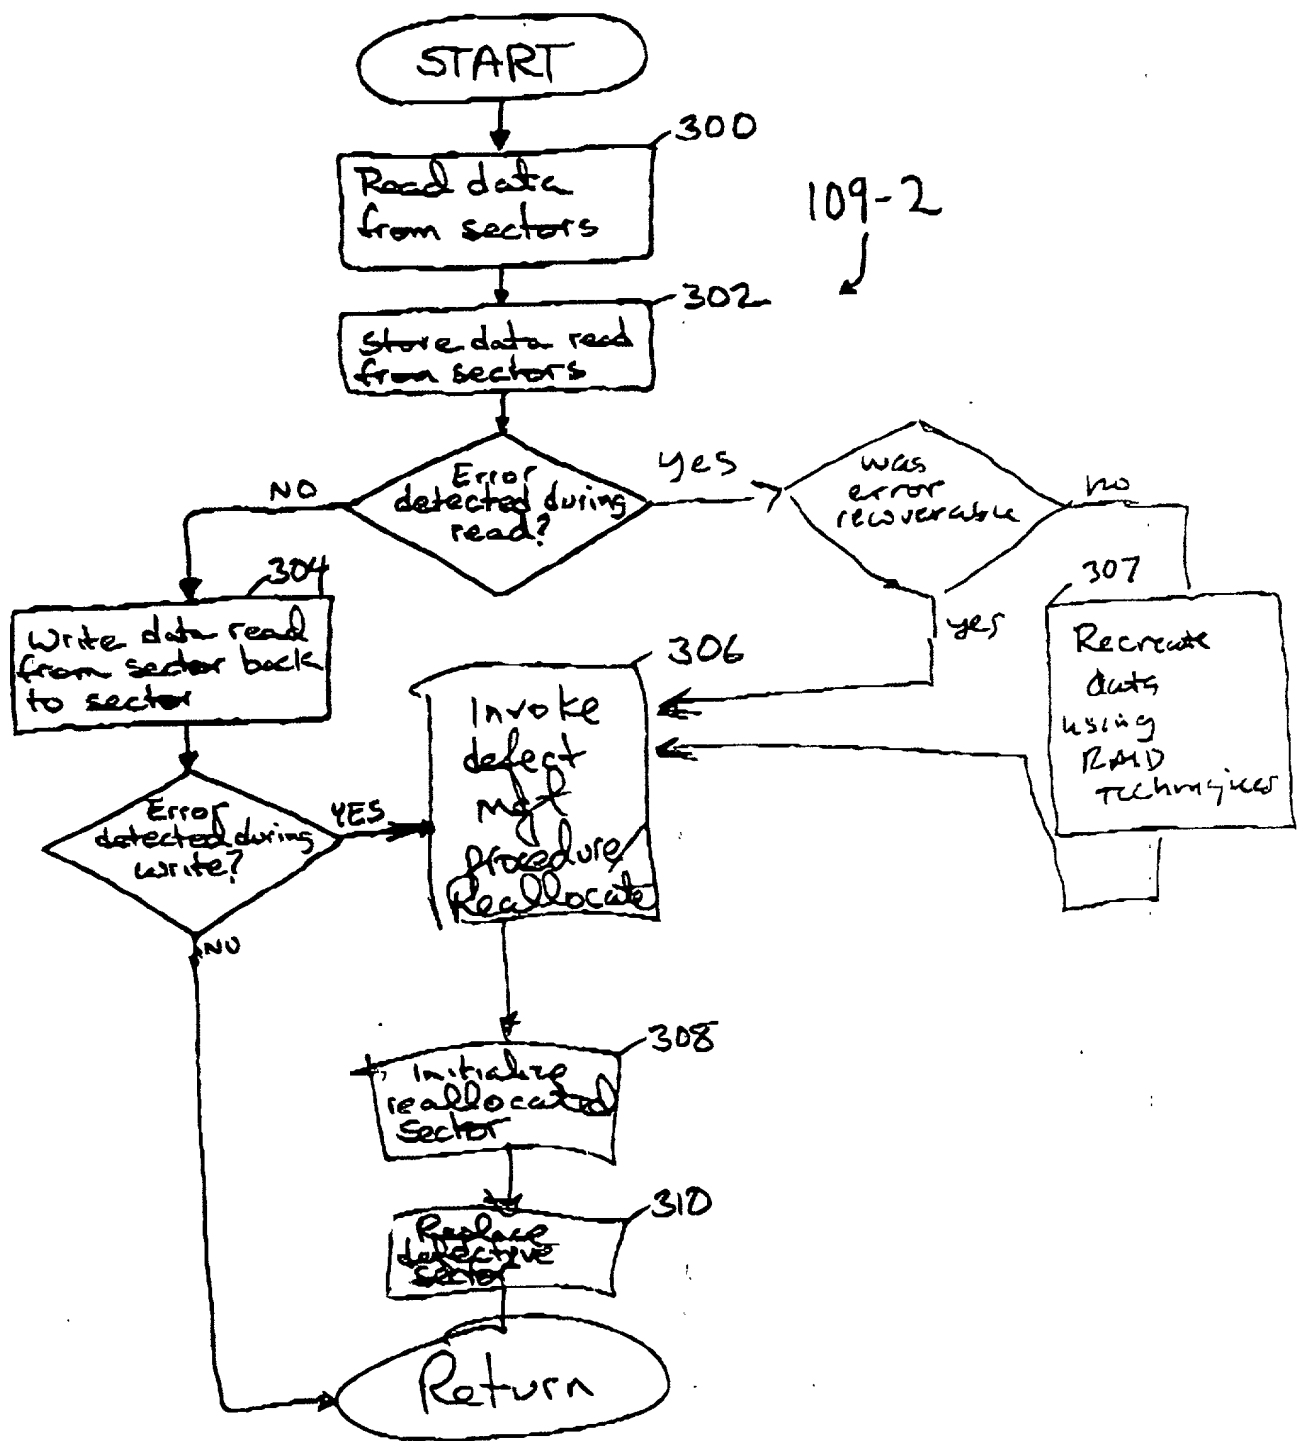 START
300
Read data
from sectors
109-2
302
Store data read
from sectors
Error
detected during
read?
NO
yes
was
error
recoverable
no
yes
304
Write data read
from sector back
to sector
307
Recreate
data
using
RAID
Techniques
306
Invoke
defect
mgt
procedure/
Reallocate
Error
detected during
write?
YES
NO
308
Initialize
reallocated
sector
310
Replace
defective
sector
Return